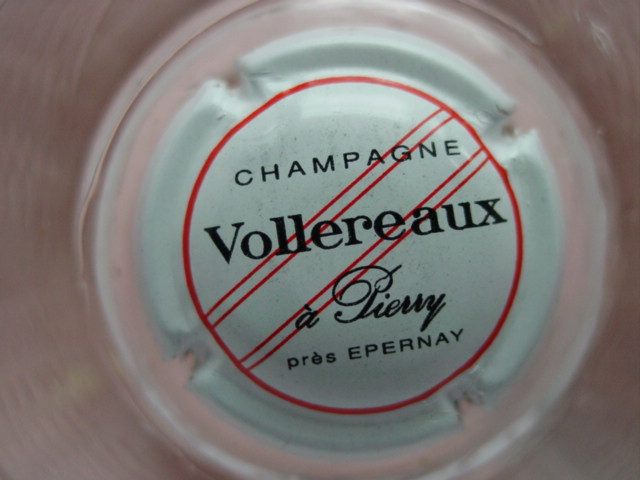 CHAMPAGNE
Vollereaux
à Pierry
près EPERNAY